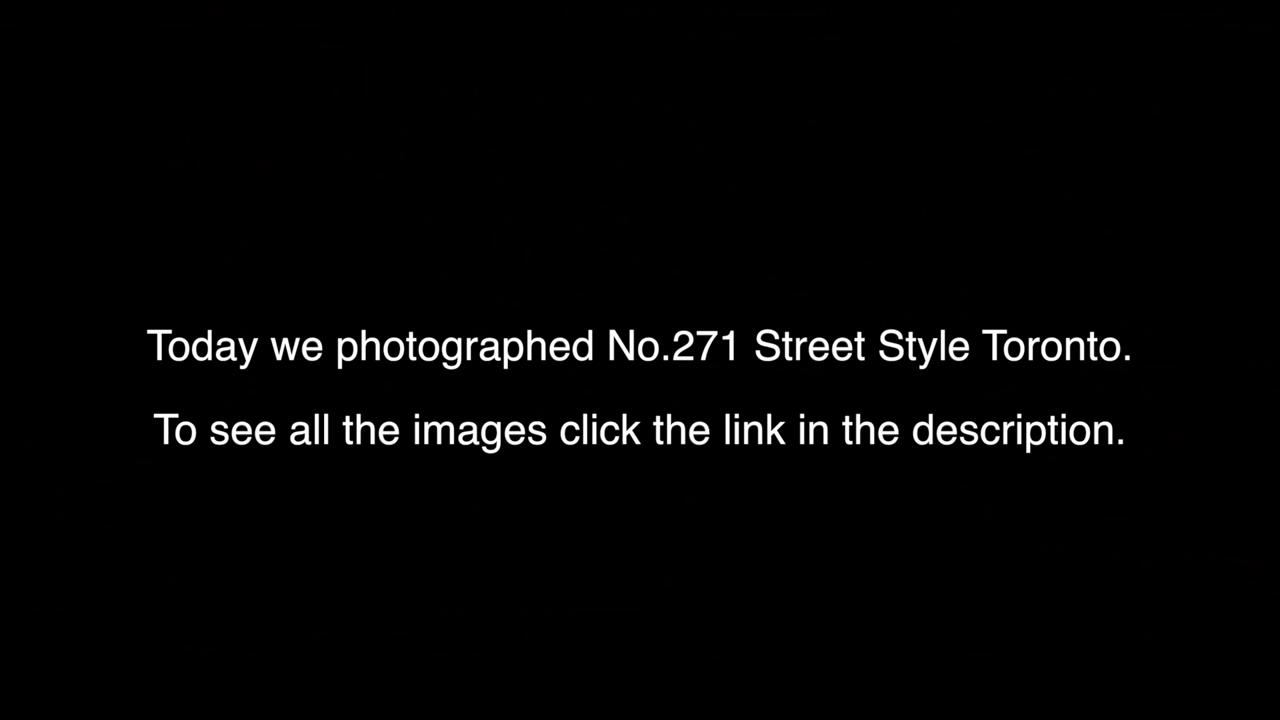 Today we photographed No.271 Street Style Toronto.
To see all the images click the link in the description.